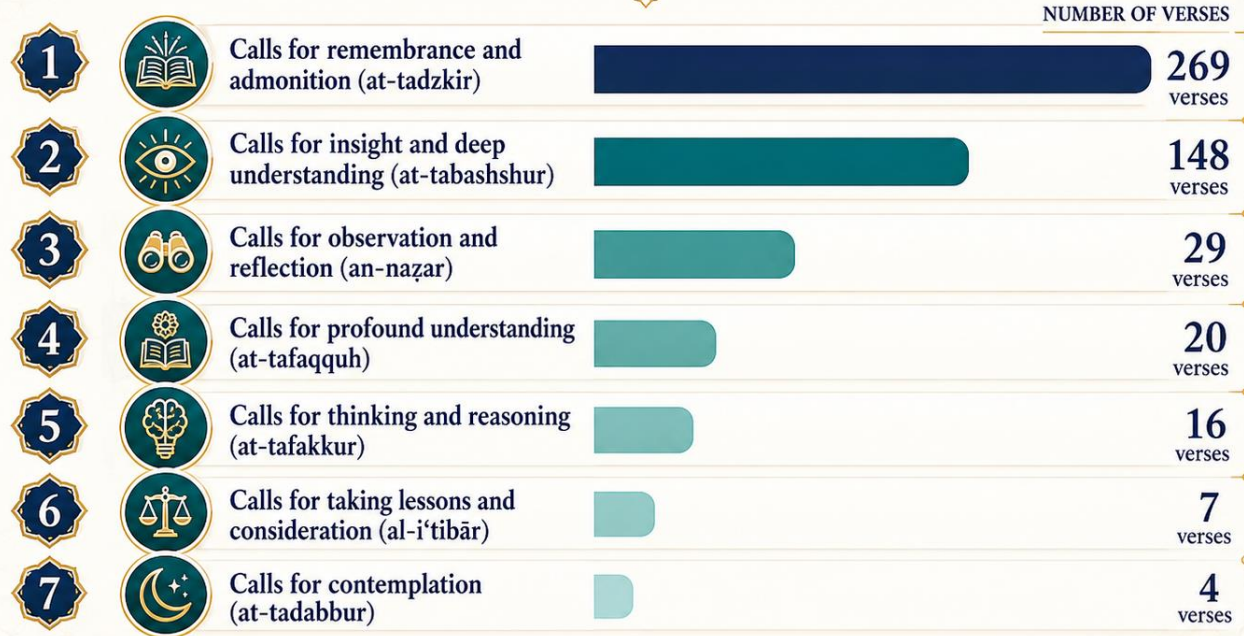 NUMBER OF VERSES
1
Calls for remembrance and
admonition (at-tadzkir)
269
verses
2
Calls for insight and deep
understanding (at-tabashshur)
148
verses
3
Calls for observation and
reflection (an-naẓar)
29
verses
4
Calls for profound understanding
(at-tafaqquh)
20
verses
5
Calls for thinking and reasoning
(at-tafakkur)
16
verses
6
Calls for taking lessons and
consideration (al-i‘tibār)
7
verses
7
Calls for contemplation
(at-tadabbur)
4
verses